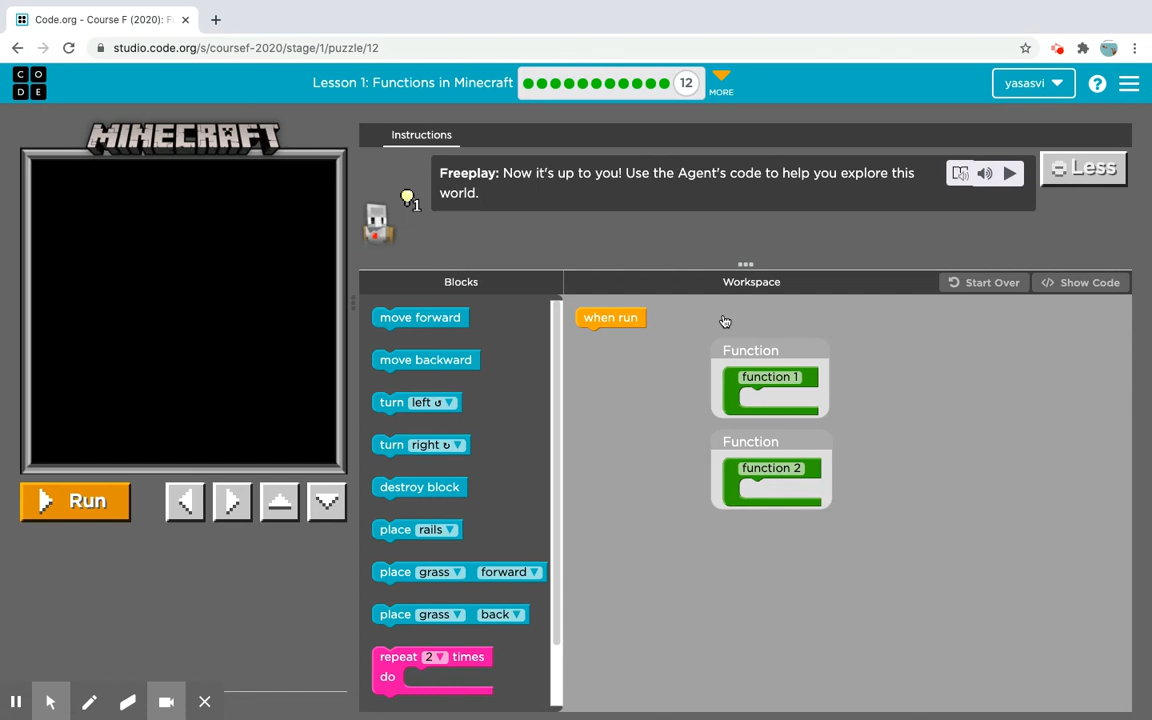 Code.org - Course F (2020): F
studio.code.org/s/coursef-2020/stage/1/puzzle/12
C O
D E
Lesson 1: Functions in Minecraft
12
MORE
yasasvi
?
MINECRAFT
Instructions
Freeplay: Now it's up to you! Use the Agent's code to help you explore this
world.
1
Less
Blocks
Workspace
Start Over
</> Show Code
move forward
when run
move backward
Function
function 1
turn left
turn right
Function
function 2
destroy block
Run
place rails
place grass forward
place grass back
repeat 2 times
do